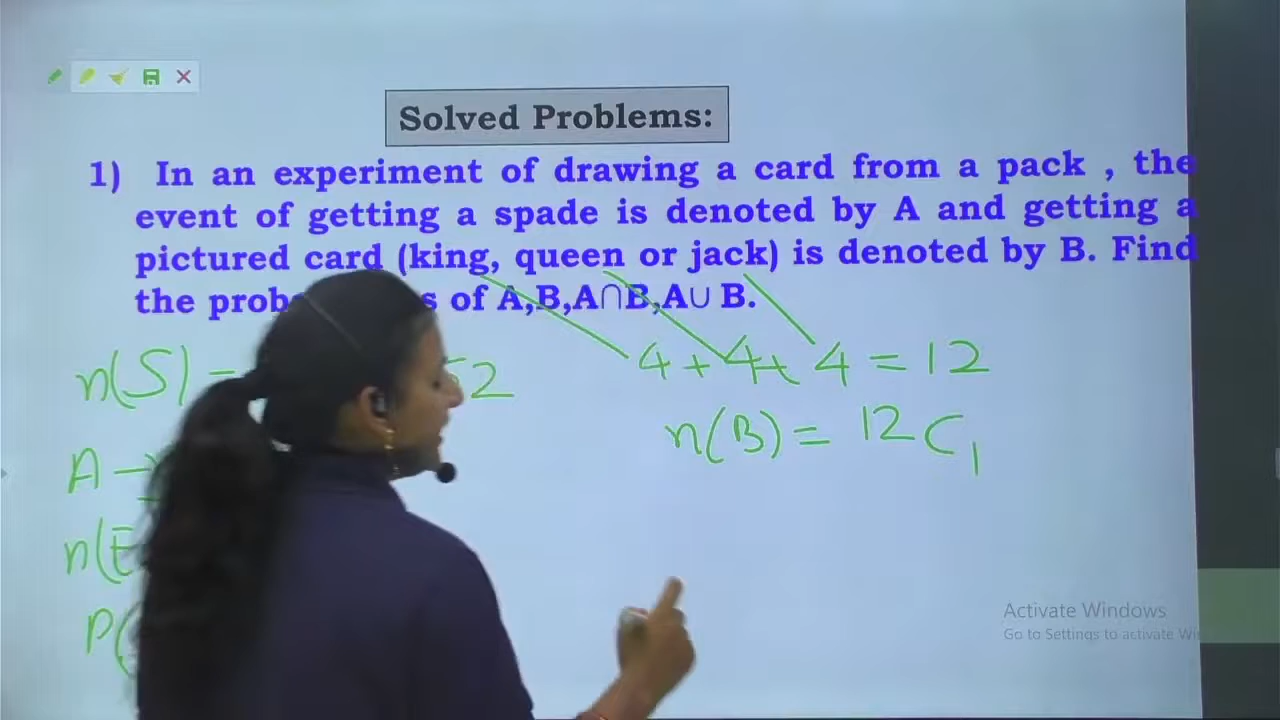 Solved Problems:
1) In an experiment of drawing a card from a pack , the
event of getting a spade is denoted by A and getting a
pictured card (king, queen or jack) is denoted by B. Find
the of A,B,A∩B,A∪ B.
n(S) = 52
4 + 4 + 4 = 12
n(B) = 12C₁
A
n(E
P(
Activate Windows
Go to Settings to activate